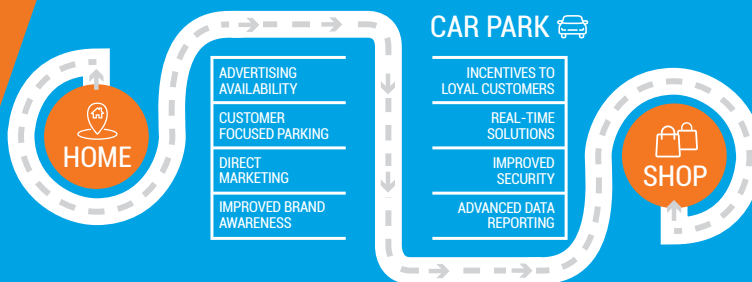 CAR PARK
HOME
ADVERTISING
AVAILABILITY
CUSTOMER
FOCUSED PARKING
DIRECT
MARKETING
IMPROVED BRAND
AWARENESS
INCENTIVES TO
LOYAL CUSTOMERS
REAL-TIME
SOLUTIONS
IMPROVED
SECURITY
ADVANCED DATA
REPORTING
SHOP